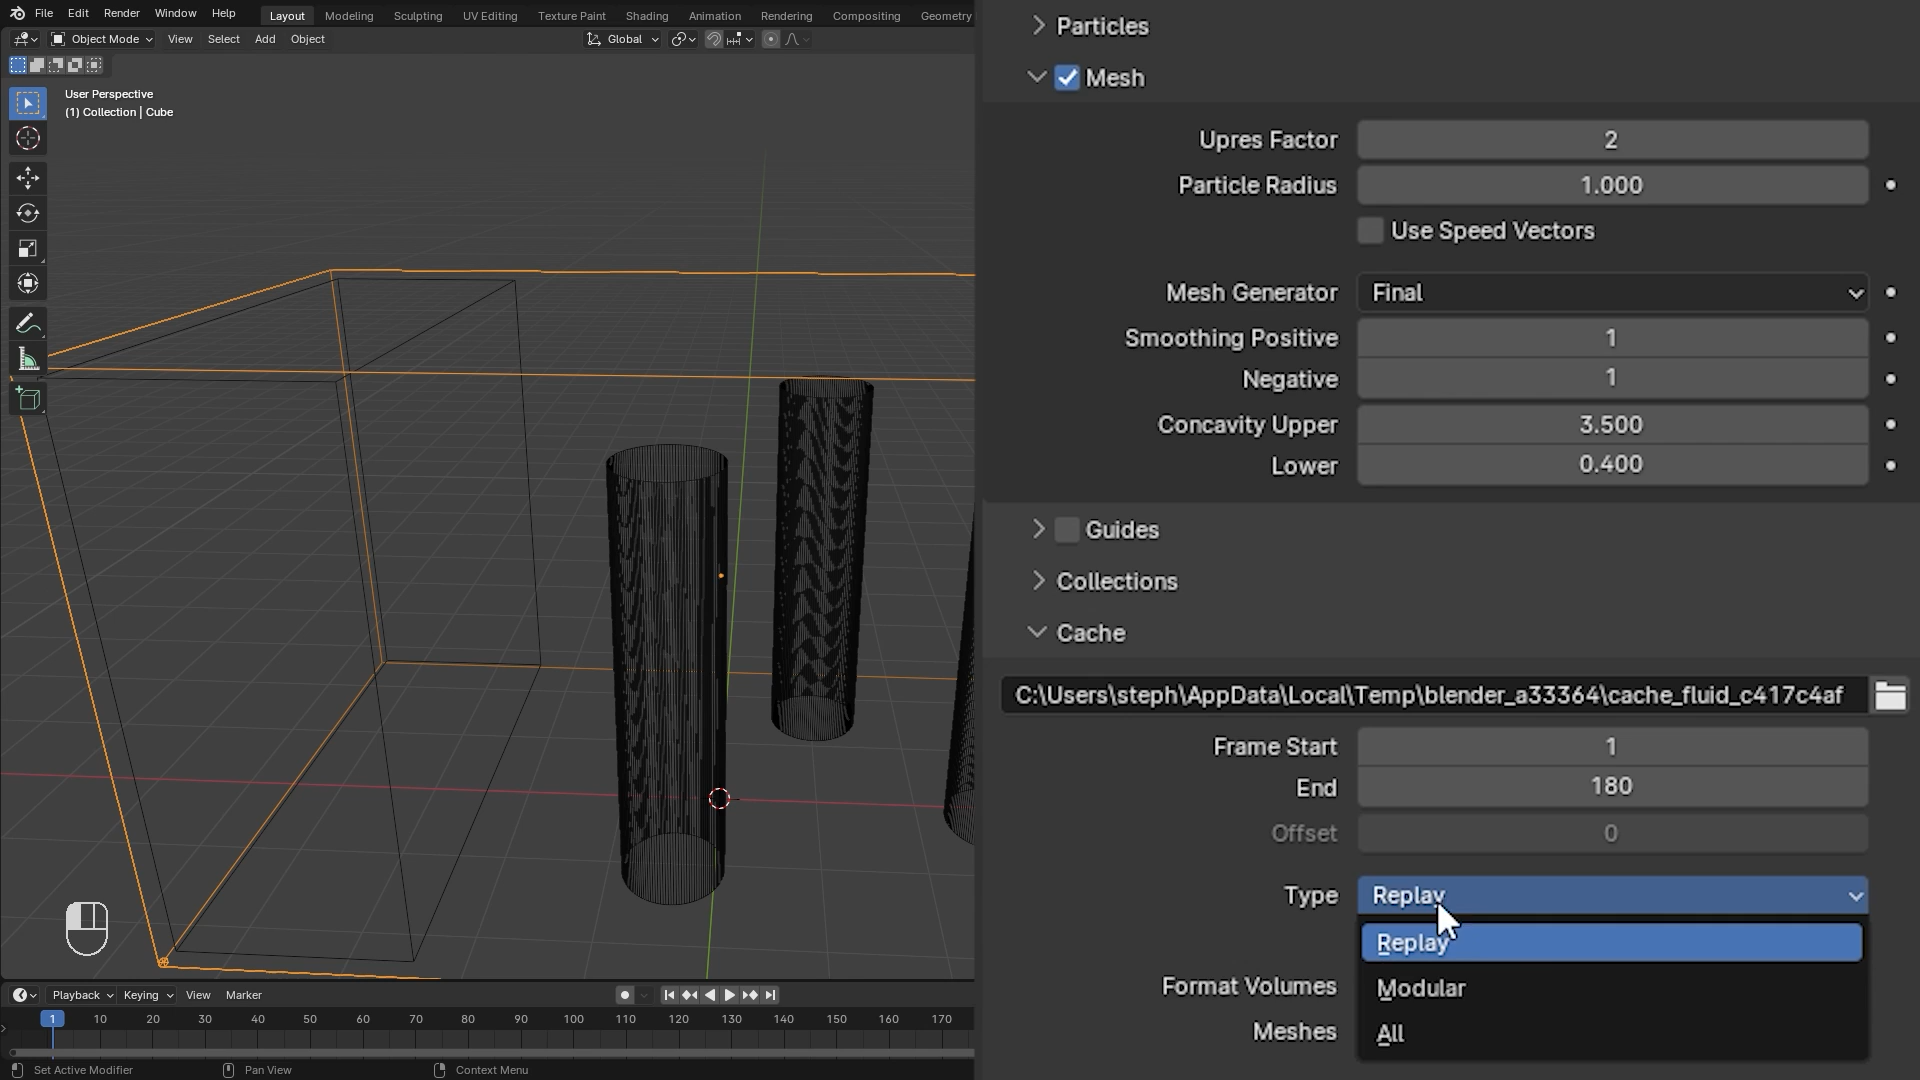 File Edit Render Window Help Layout Modeling Sculpting UV Editing Texture Paint Shading Animation Rendering Compositing Geometry
Object Mode View Select Add Object Global
User Perspective
(1) Collection | Cube
Particles
Mesh
Upres Factor 2
Particle Radius 1.000
Use Speed Vectors
Mesh Generator Final
Smoothing Positive 1
Negative 1
Concavity Upper 3.500
Lower 0.400
Guides
Collections
Cache
C:\Users\steph\AppData\Local\Temp\blender_a33364\cache_fluid_c417c4af
Frame Start 1
End 180
Offset 0
Type Replay
Replay
Format Volumes Modular
Meshes All
Playback Keying View Marker
1 10 20 30 40 50 60 70 80 90 100 110 120 130 140 150 160 170
Set Active Modifier Pan View Context Menu